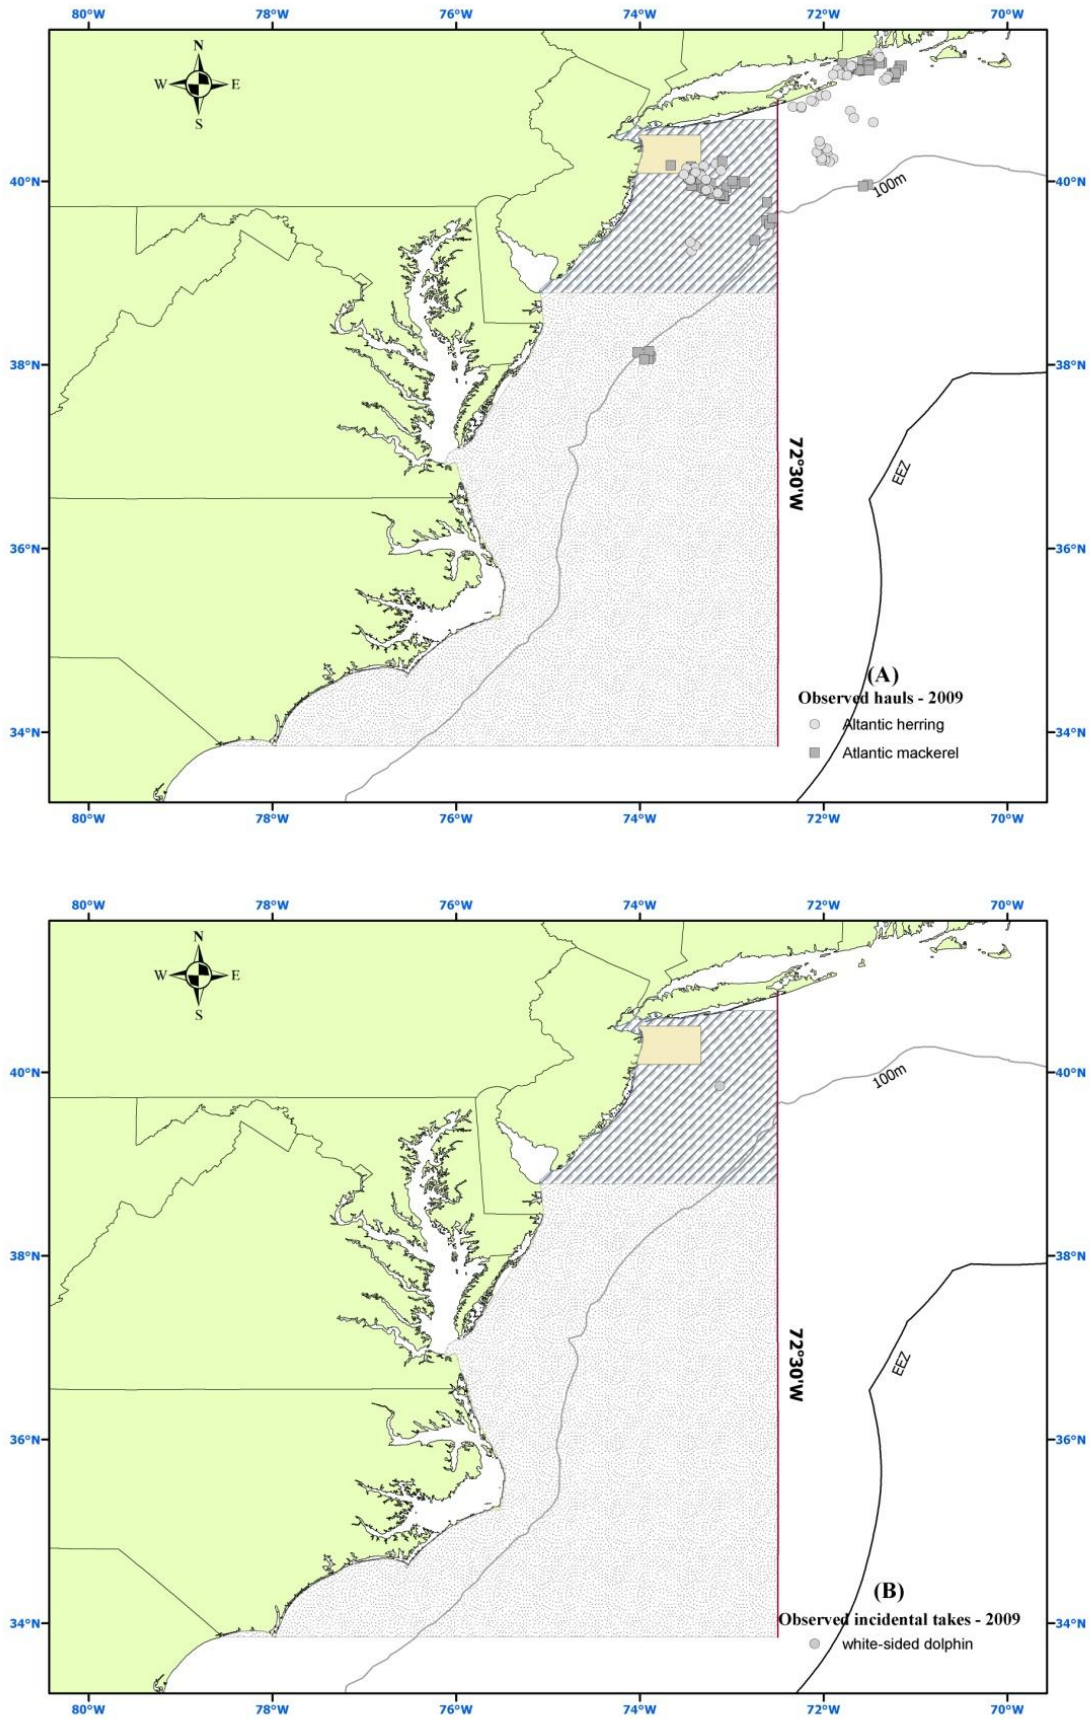 80°W 78°W 76°W 74°W 72°W 70°W
N
W E
S
40°N 40°N
100m
38°N 38°N
72°30'W
EEZ
36°N 36°N
(A)
Observed hauls - 2009
Altantic herring
34°N 34°N
Atlantic mackerel
80°W 78°W 76°W 74°W 72°W 70°W
80°W 78°W 76°W 74°W 72°W 70°W
N
W E
S
40°N 40°N
100m
38°N 38°N
72°30'W
EEZ
36°N 36°N
(B)
Observed incidental takes - 2009
34°N 34°N
white-sided dolphin
80°W 78°W 76°W 74°W 72°W 70°W